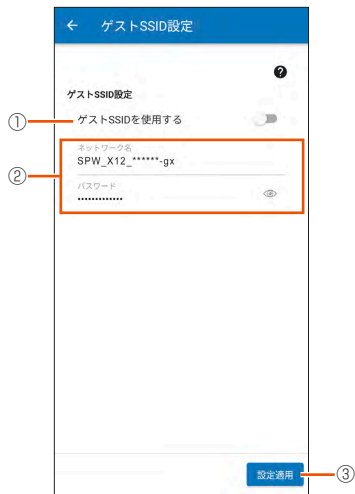 ← ゲストSSID設定
?
ゲストSSID設定
① ゲストSSIDを使用する
②
ネットワーク名
SPW_X12_******-gx
パスワード
•••••••••••••
設定適用 ③